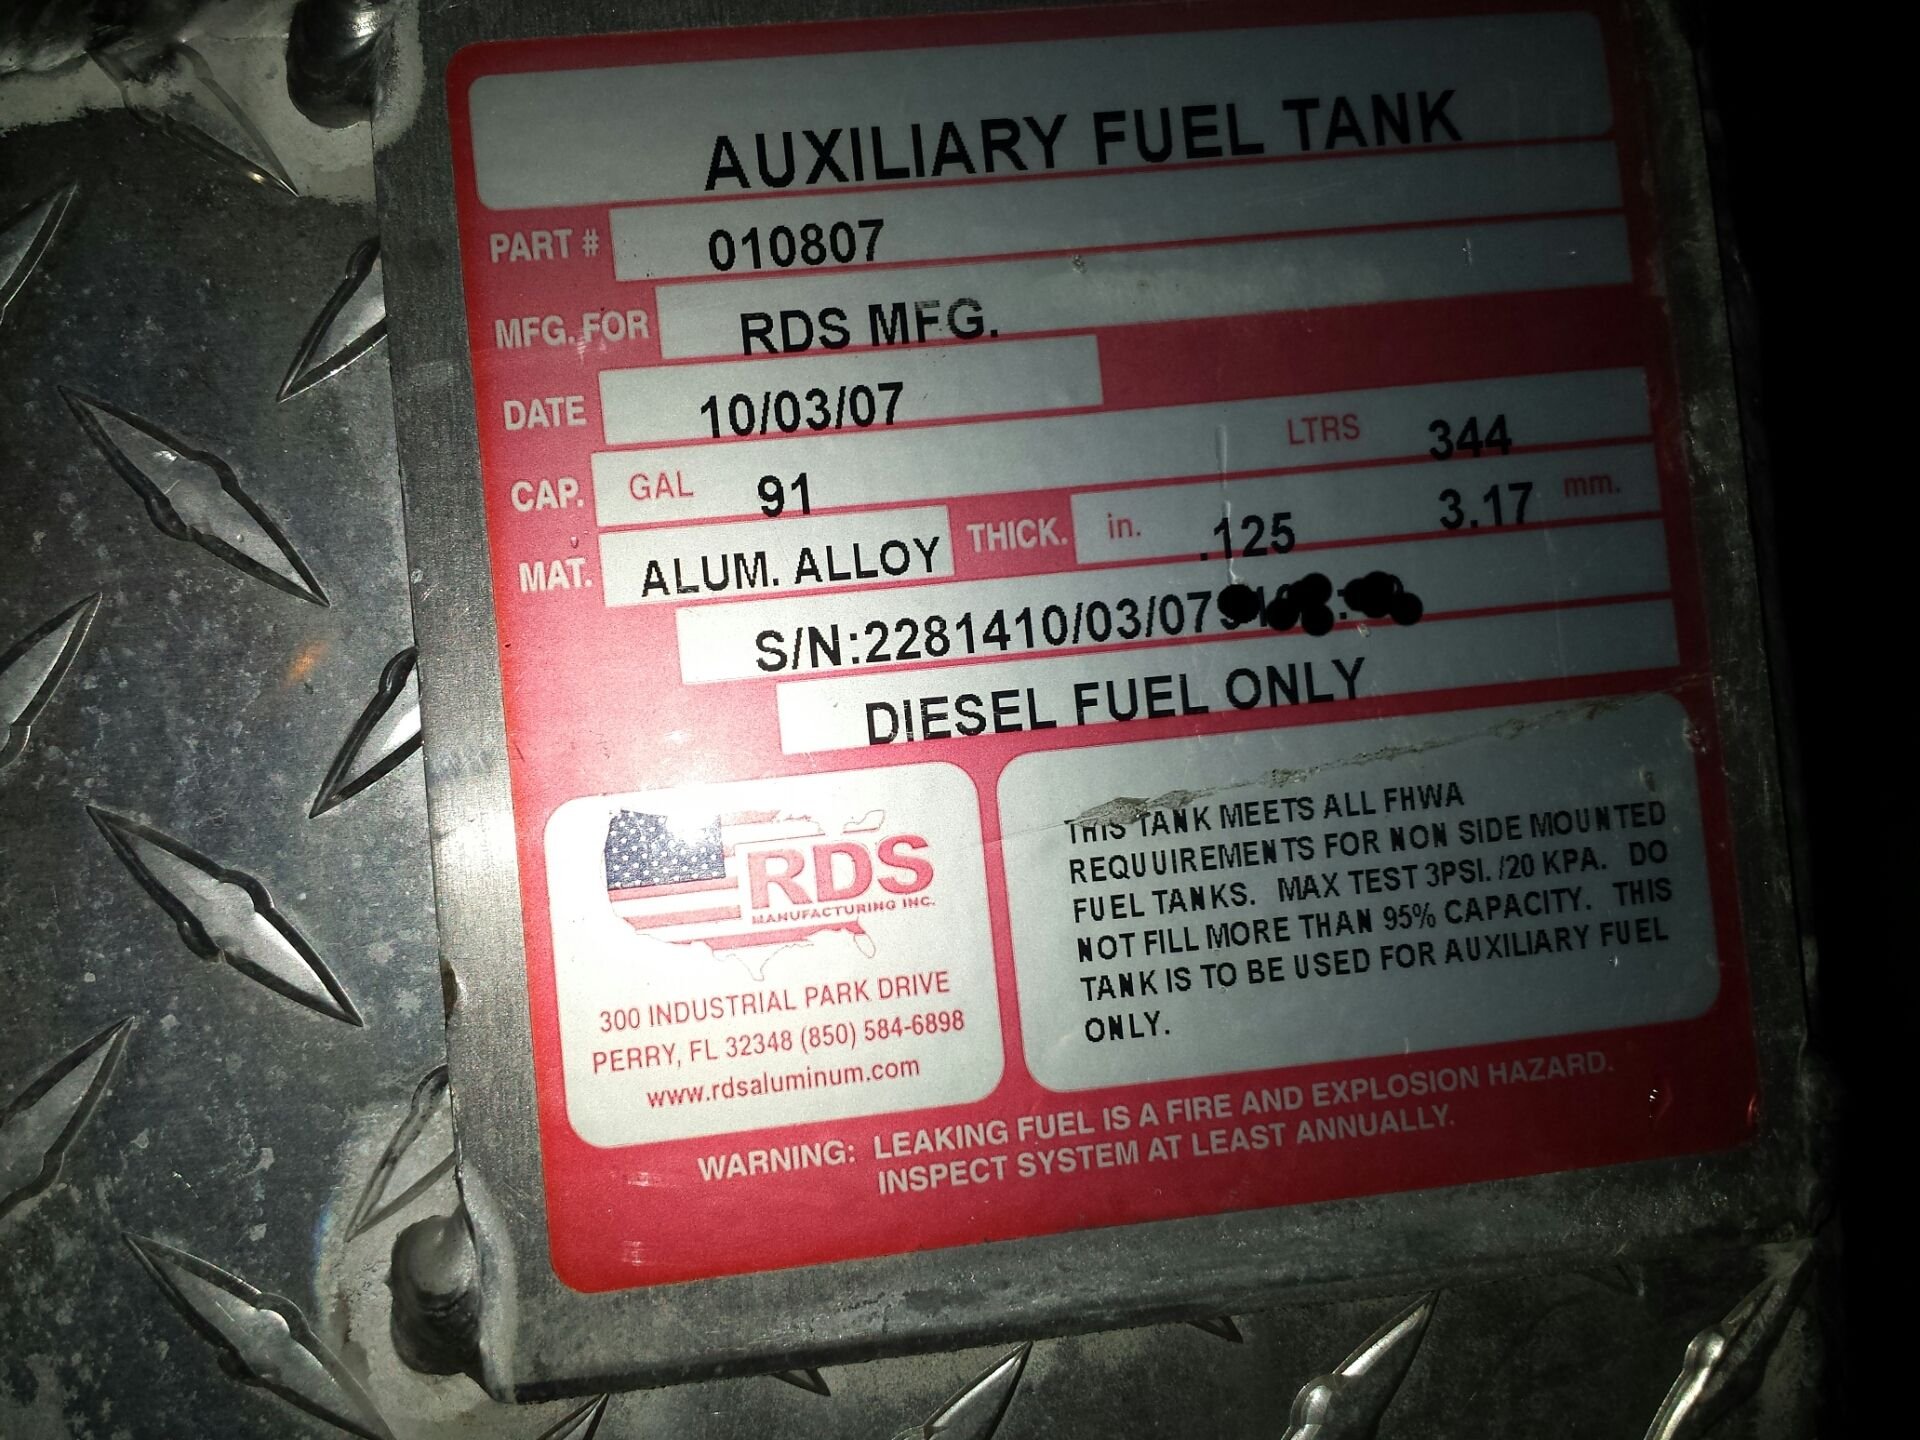 AUXILIARY FUEL TANK
PART # 010807
MFG. FOR RDS MFG.
DATE 10/03/07
CAP. GAL 91 LTRS 344
MAT. ALUM. ALLOY THICK. in. .125 3.17 mm.
S/N:2281410/03/07
DIESEL FUEL ONLY
RDS
MANUFACTURING INC.
300 INDUSTRIAL PARK DRIVE
PERRY, FL 32348 (850) 584-6898
www.rdsaluminum.com
THIS TANK MEETS ALL FHWA
REQUUIREMENTS FOR NON SIDE MOUNTED
FUEL TANKS. MAX TEST 3PSI. /20 KPA. DO
NOT FILL MORE THAN 95% CAPACITY. THIS
TANK IS TO BE USED FOR AUXILIARY FUEL
ONLY.
WARNING: LEAKING FUEL IS A FIRE AND EXPLOSION HAZARD.
INSPECT SYSTEM AT LEAST ANNUALLY.